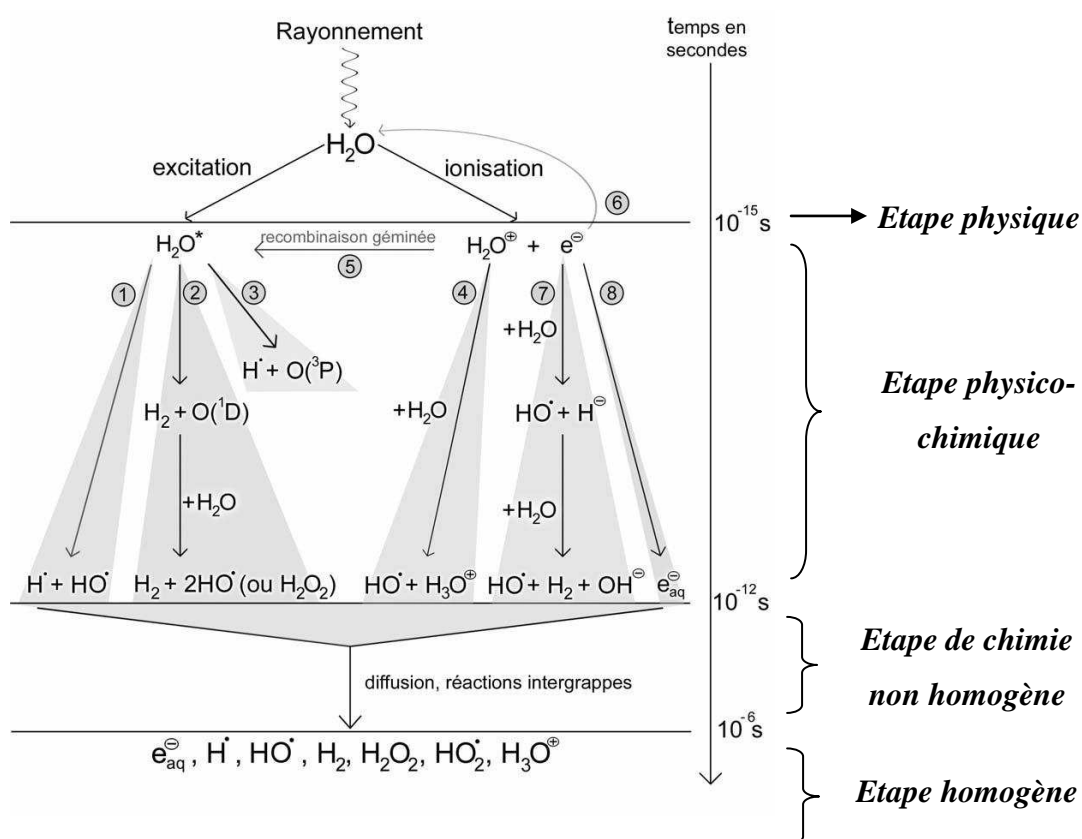 Rayonnement
temps en
secondes
H₂O
excitation
ionisation
6
10⁻¹⁵s
Etape physique
H₂O*
recombinaison géminée
5
H₂O⊕ + e⊖
1
2
3
4
7
8
+H₂O
H• + O(³P)
Etape physico-
chimique
H₂ + O(¹D)
+H₂O
HO• + H⊖
+H₂O
+H₂O
H• + HO•
H₂ + 2HO• (ou H₂O₂)
HO• + H₃O⊕
HO• + H₂ + OH⊖
e⊖aq
10⁻¹²s
Etape de chimie
non homogène
diffusion, réactions intergrappes
10⁻⁶s
e⊖aq , H• , HO• , H₂, H₂O₂, HO₂• , H₃O⊕
Etape homogène